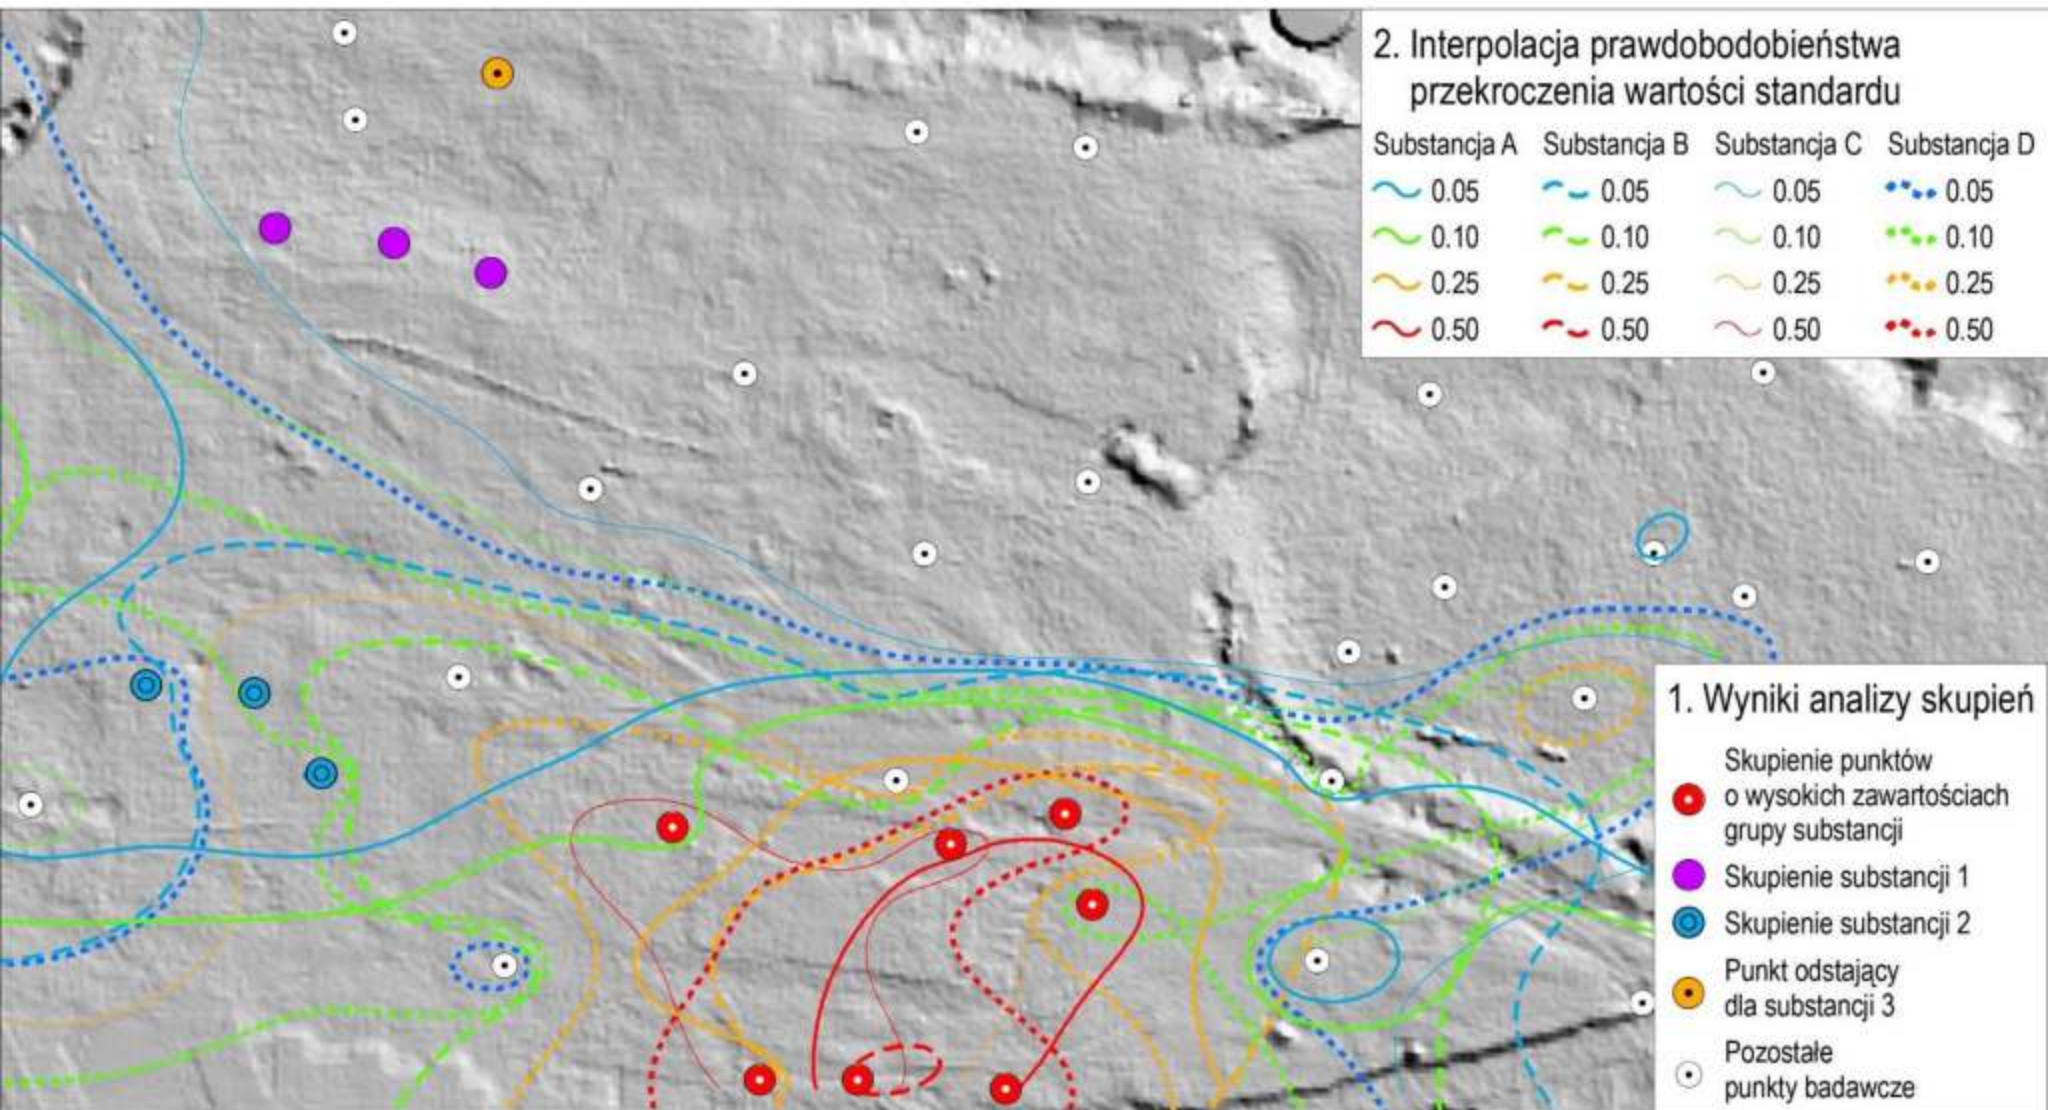 2. Interpolacja prawdobodobieństwa
przekroczenia wartości standardu
Substancja A Substancja B Substancja C Substancja D
0.05 0.05 0.05 0.05
0.10 0.10 0.10 0.10
0.25 0.25 0.25 0.25
0.50 0.50 0.50 0.50
1. Wyniki analizy skupień
Skupienie punktów
o wysokich zawartościach
grupy substancji
Skupienie substancji 1
Skupienie substancji 2
Punkt odstający
dla substancji 3
Pozostałe
punkty badawcze